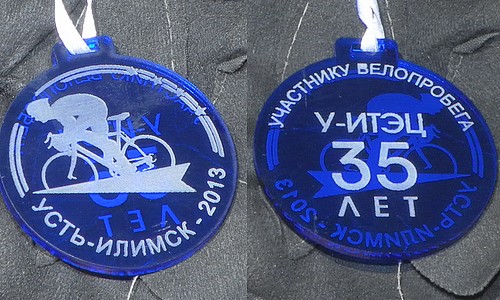 УСТЬ-ИЛИМСК - 2013
УЧАСТНИКУ ВЕЛОПРОБЕГА
У-ИТЭЦ
35
ЛЕТ